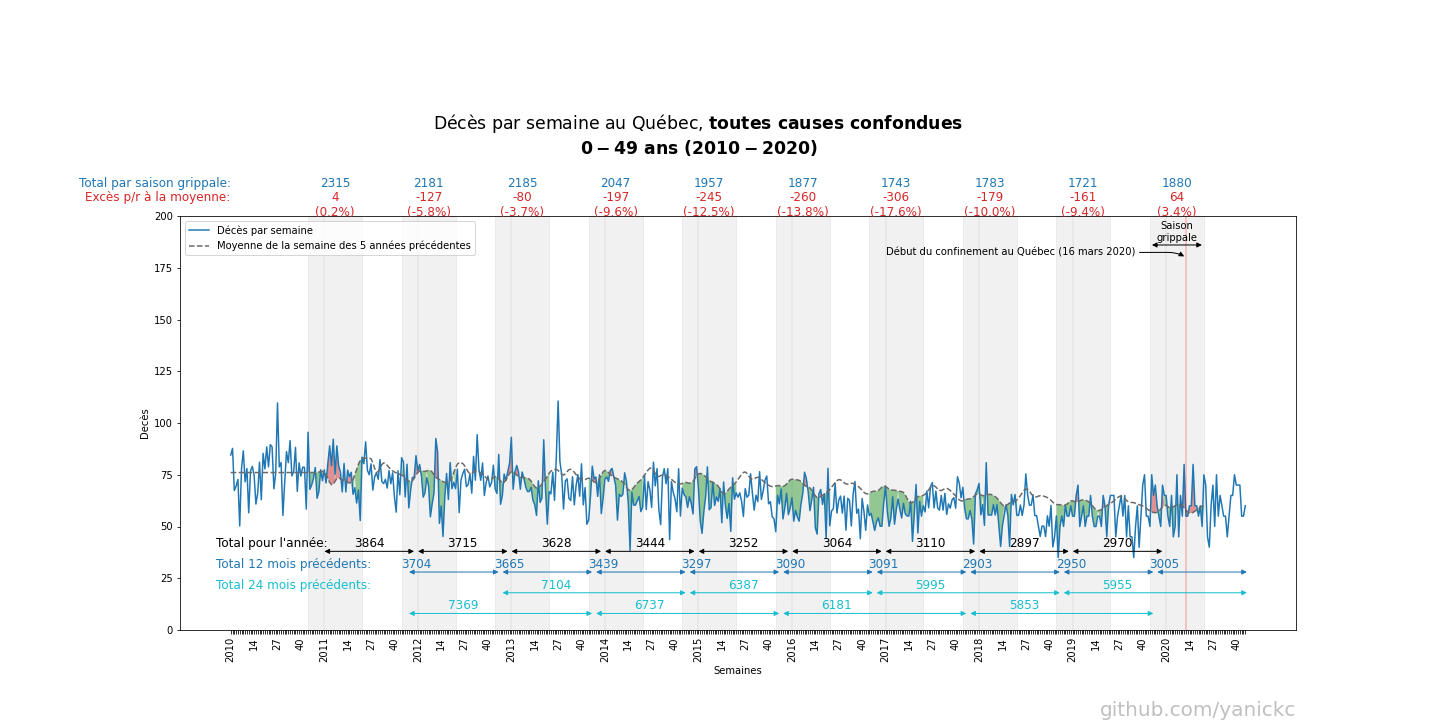 Décès par semaine au Québec, toutes causes confondues
0 – 49 ans (2010 – 2020)
Total par saison grippale: 2315 2181 2185 2047 1957 1877 1743 1783 1721 1880
Excès p/r à la moyenne: 4 -127 -80 -197 -245 -260 -306 -179 -161 64
(0.2%) (-5.8%) (-3.7%) (-9.6%) (-12.5%) (-13.8%) (-17.6%) (-10.0%) (-9.4%) (3.4%)
200
Décès par semaine
Moyenne de la semaine des 5 années précédentes
Saison
grippale
Début du confinement au Québec (16 mars 2020)
175
150
125
100
75
50
25
0
Decès
Total pour l'année: 3864 3715 3628 3444 3252 3064 3110 2897 2970
Total 12 mois précédents: 3704 3665 3439 3297 3090 3091 2903 2950 3005
Total 24 mois précédents: 7104 6387 5995 5955
7369 6737 6181 5853
2010 14 27 40 2011 14 27 40 2012 14 27 40 2013 14 27 40 2014 14 27 40 2015 14 27 40 2016 14 27 40 2017 14 27 40 2018 14 27 40 2019 14 27 40 2020 14 27 40
Semaines
github.com/yanickc